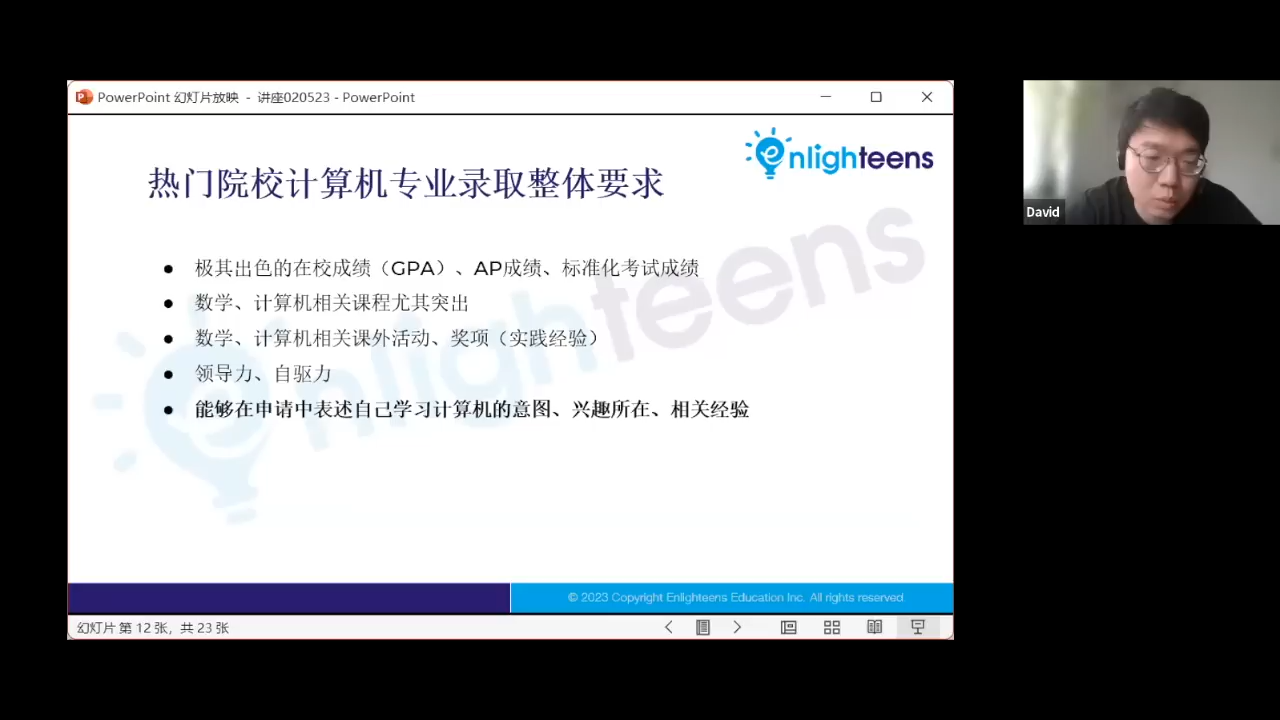 PowerPoint 幻灯片放映 - 讲座020523 - PowerPoint
enlighteens
热门院校计算机专业录取整体要求
● 极其出色的在校成绩（GPA）、AP成绩、标准化考试成绩
● 数学、计算机相关课程尤其突出
● 数学、计算机相关课外活动、奖项（实践经验）
● 领导力、自驱力
● 能够在申请中表述自己学习计算机的意图、兴趣所在、相关经验
enlighteens
© 2023 Copyright Enlighteens Education Inc. All rights reserved.
幻灯片 第 12 张，共 23 张
David